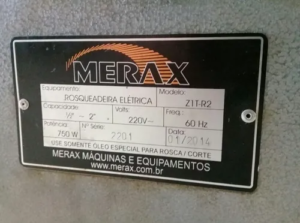 MERAX
Equipamento: Modelo
ROSQUEADEIRA ELÉTRICA Z1T-R2
Capacidade: Volts: Freq.
½" - 2" 220V~ 60 Hz
Potência: Nº Série: Data:
750 W 2201 01/2014
USE SOMENTE ÓLEO ESPECIAL PARA ROSCA / CORTE
MERAX MÁQUINAS E EQUIPAMENTOS
www.merax.com.br